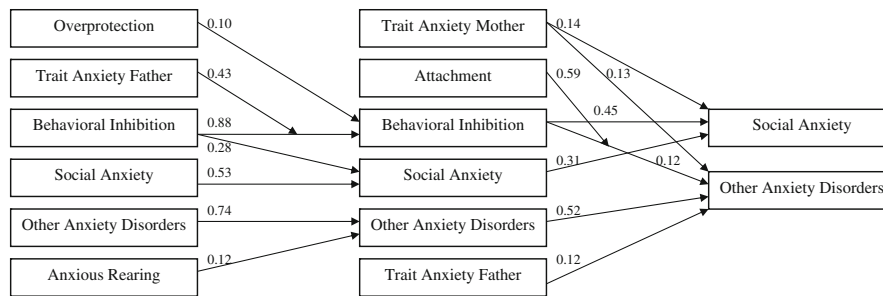 Overprotection
0.10
Trait Anxiety Mother
0.14
Trait Anxiety Father
0.43
Attachment
0.59
0.13
Behavioral Inhibition
0.88
Behavioral Inhibition
0.45
Social Anxiety
0.28
Social Anxiety
0.53
Social Anxiety
0.31
0.12
Other Anxiety Disorders
Other Anxiety Disorders
0.74
Other Anxiety Disorders
0.52
Anxious Rearing
0.12
Trait Anxiety Father
0.12